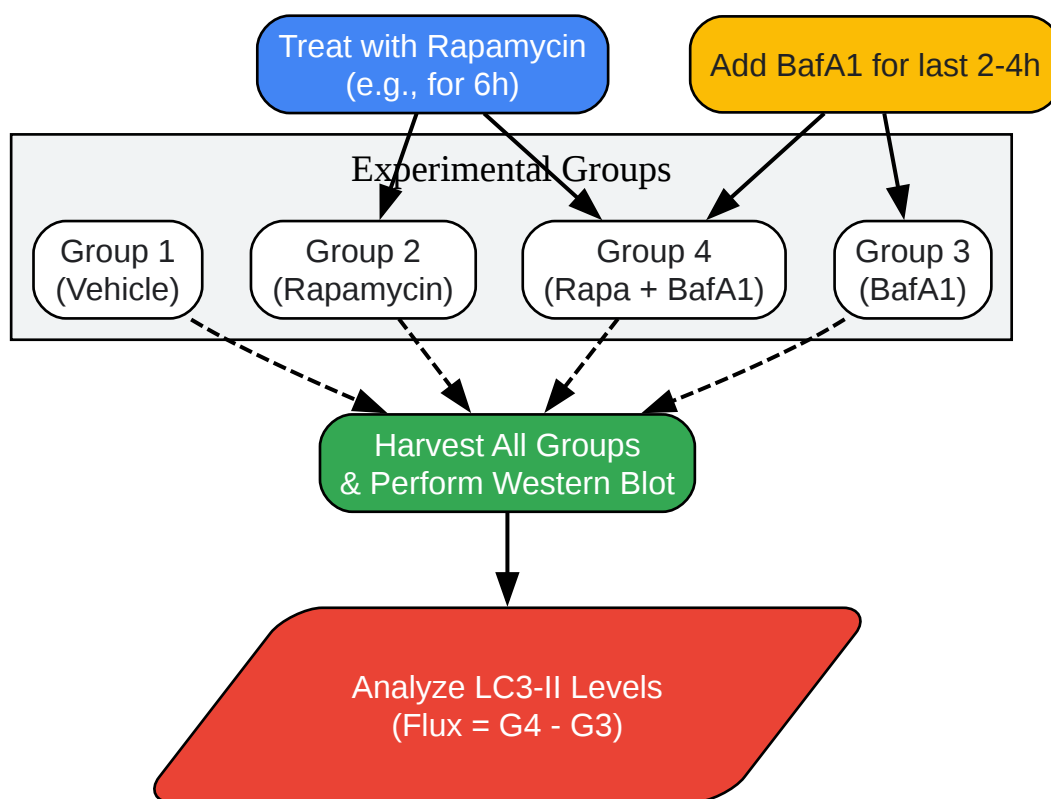 Treat with Rapamycin
(e.g., for 6h)
Add BafA1 for last 2-4h
Experimental Groups
Group 1
(Vehicle)
Group 2
(Rapamycin)
Group 4
(Rapa + BafA1)
Group 3
(BafA1)
Harvest All Groups
& Perform Western Blot
Analyze LC3-II Levels
(Flux = G4 - G3)